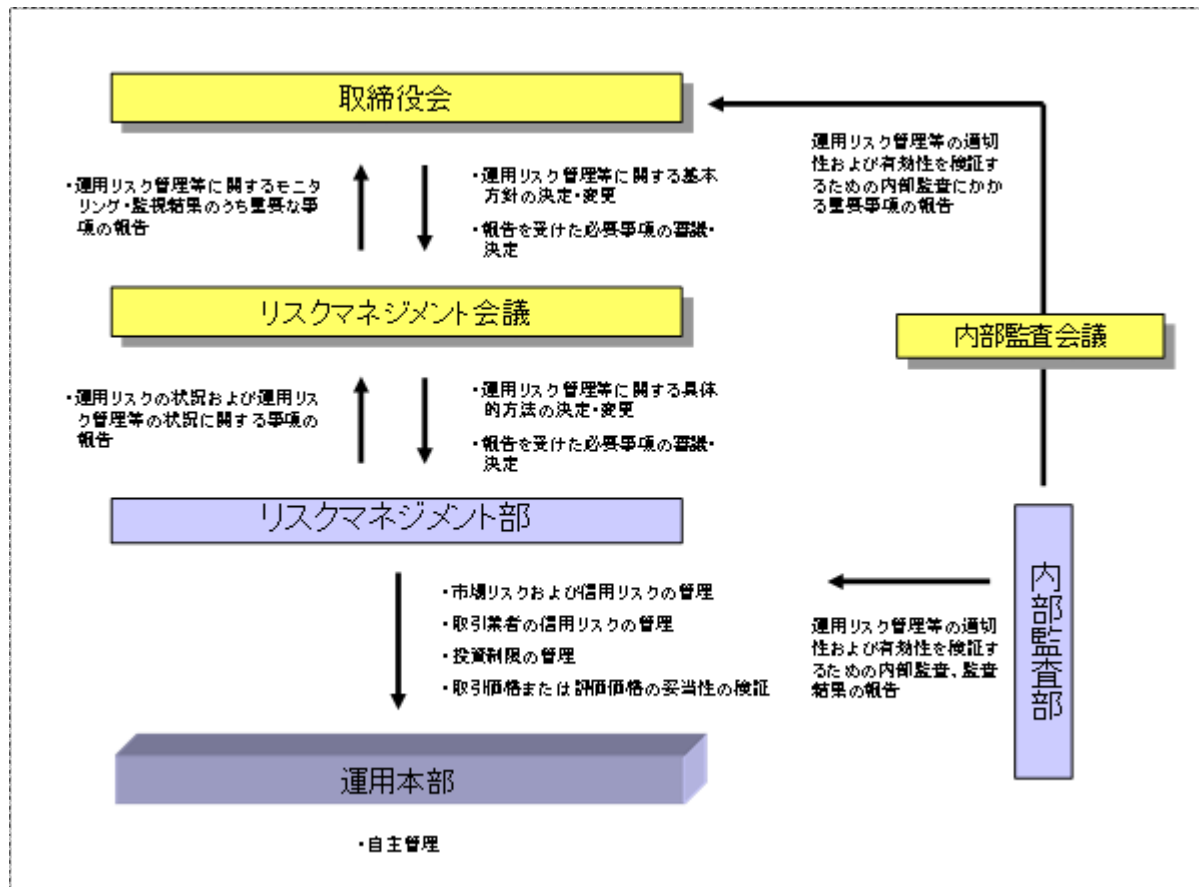 取締役会
・運用リスク管理等に関するモニ
タリング・監視結果のうち重要な事
項の報告
・運用リスク管理等に関する基本
方針の決定・変更
・報告を受けた必要事項の審議・
決定
運用リスク管理等の適切
性および有効性を検証す
るための内部監査にかか
る重要事項の報告
リスクマネジメント会議
内部監査会議
・運用リスクの状況および運用リス
ク管理等の状況に関する事項の
報告
・運用リスク管理等に関する具体
的方法の決定・変更
・報告を受けた必要事項の審議・
決定
リスクマネジメント部
・市場リスクおよび信用リスクの管理
・取引業者の信用リスクの管理
・投資制限の管理
・取引価格または評価価格の妥当性の検証
運用リスク管理等の適切
性および有効性を検証す
るための内部監査、監査
結果の報告
内部監査部
運用本部
・自主管理